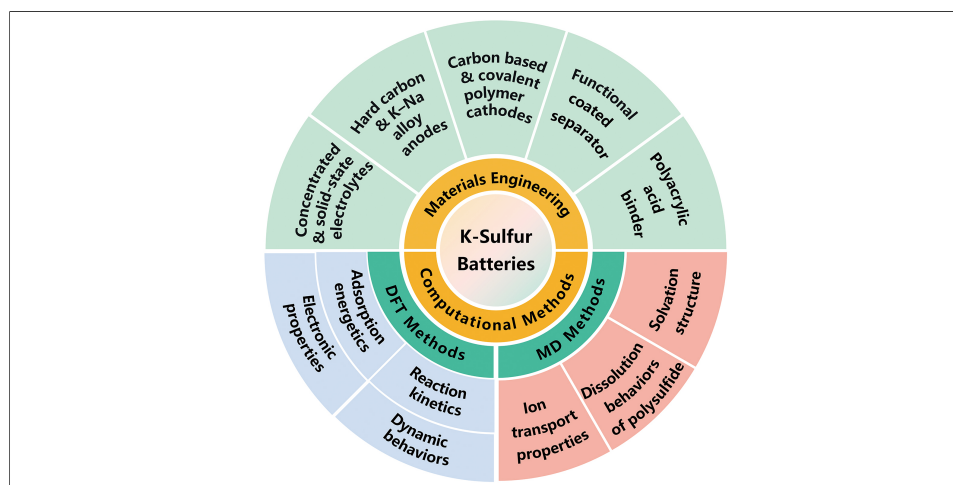 Concentrated
& solid-state
electrolytes
Hard carbon
& K–Na
alloy
anodes
Carbon based
& covalent
polymer
cathodes
Functional
coated
separator
Polyacrylic
acid
binder
Materials Engineering
K-Sulfur
Batteries
Computational Methods
DFT Methods
MD Methods
Adsorption
energetics
Electronic
properties
Reaction
kinetics
Dynamic
behaviors
Ion
transport
properties
Dissolution
behaviors
of polysulfide
Solvation
structure